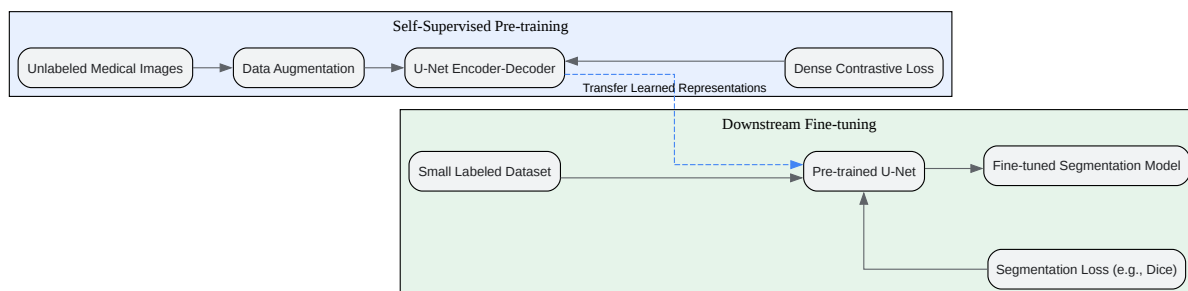 Self-Supervised Pre-training
Unlabeled Medical Images
Data Augmentation
U-Net Encoder-Decoder
Dense Contrastive Loss
Transfer Learned Representations
Downstream Fine-tuning
Small Labeled Dataset
Pre-trained U-Net
Fine-tuned Segmentation Model
Segmentation Loss (e.g., Dice)